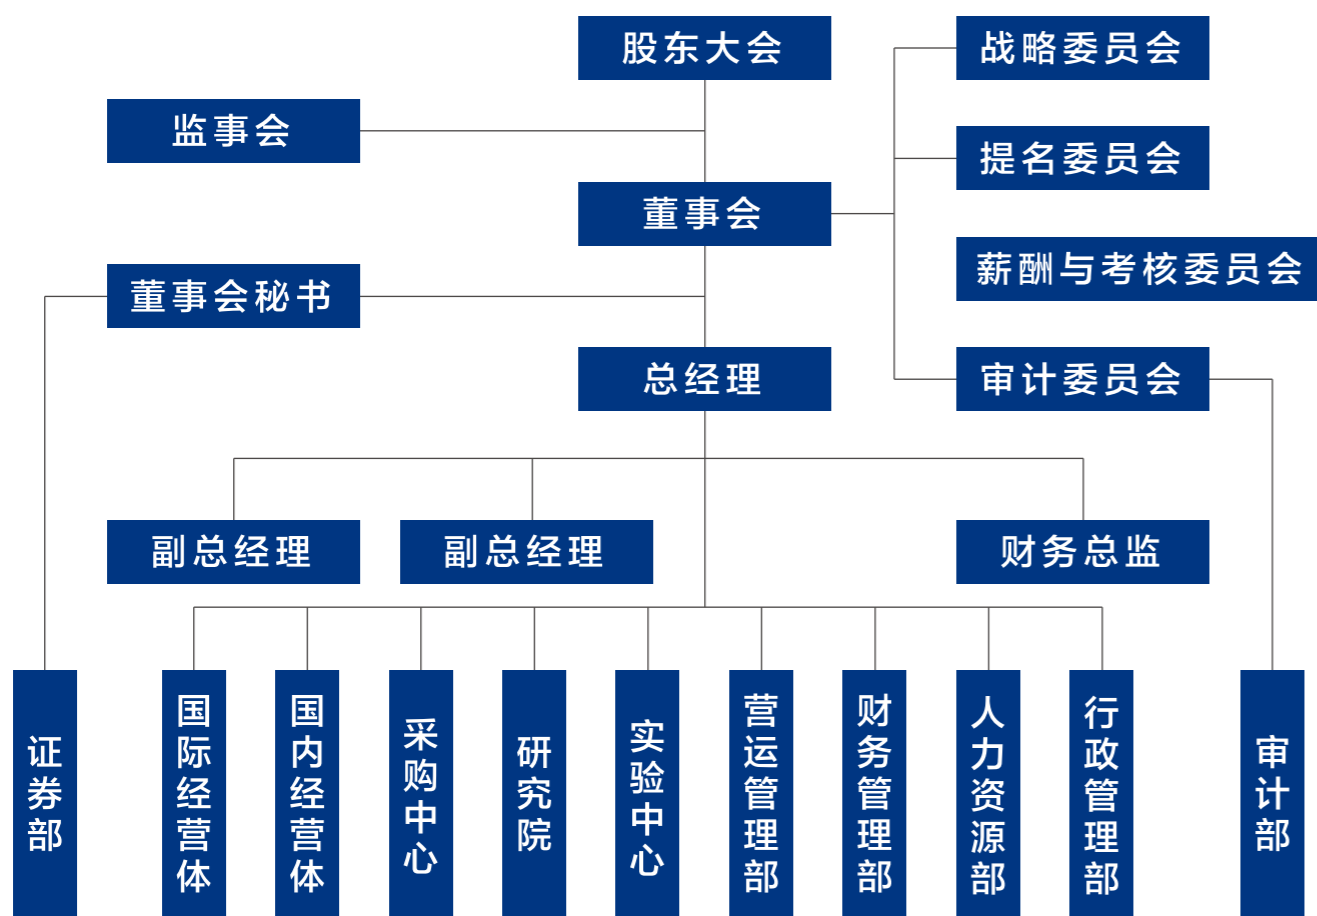 股东大会
战略委员会
监事会
提名委员会
董事会
薪酬与考核委员会
董事会秘书
总经理
审计委员会
副总经理
副总经理
财务总监
证券部
国际经营体
国内经营体
采购中心
研究院
实验中心
营运管理部
财务管理部
人力资源部
行政管理部
审计部